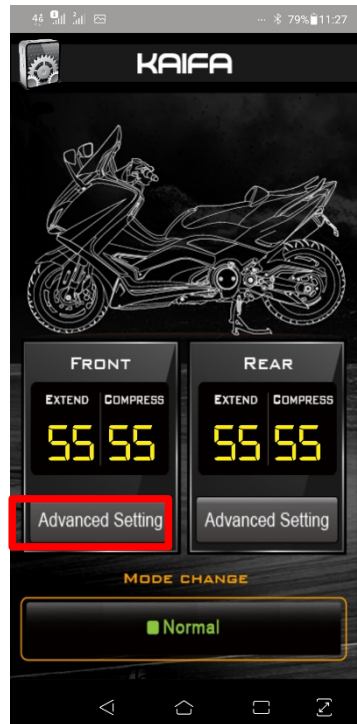 46 79% 11:27
KAIFA
FRONT REAR
EXTEND COMPRESS EXTEND COMPRESS
55 55 55 55
Advanced Setting Advanced Setting
MODE CHANGE
Normal